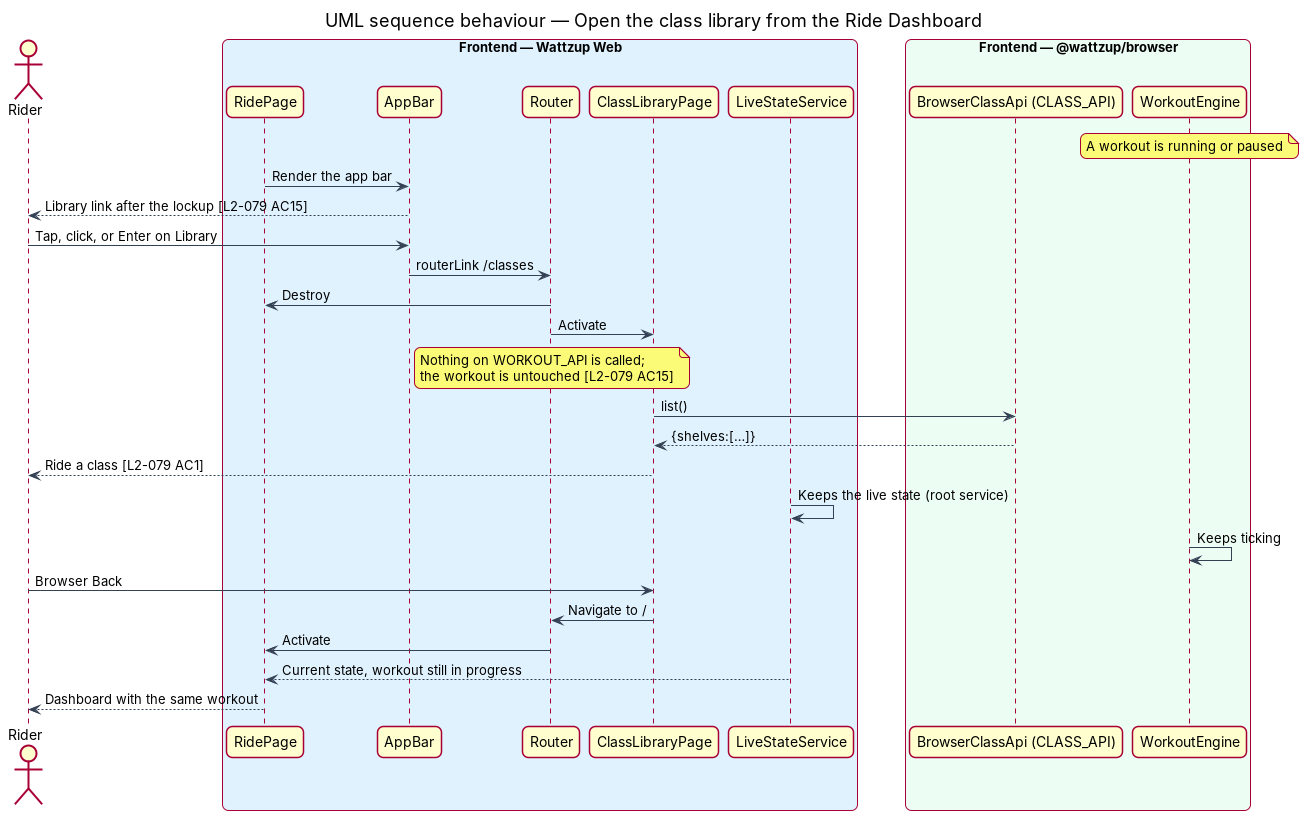 UML sequence behaviour — Open the class library from the Ride Dashboard
Frontend — Wattzup Web
Frontend — @wattzup/browser
Rider
RidePage
AppBar
Router
ClassLibraryPage
LiveStateService
BrowserClassApi (CLASS_API)
WorkoutEngine
A workout is running or paused
Render the app bar
Library link after the lockup [L2-079 AC15]
Tap, click, or Enter on Library
routerLink /classes
Destroy
Activate
Nothing on WORKOUT_API is called;
the workout is untouched [L2-079 AC15]
list()
{shelves:[...]}
Ride a class [L2-079 AC1]
Keeps the live state (root service)
Keeps ticking
Browser Back
Navigate to /
Activate
Current state, workout still in progress
Dashboard with the same workout
Rider
RidePage
AppBar
Router
ClassLibraryPage
LiveStateService
BrowserClassApi (CLASS_API)
WorkoutEngine